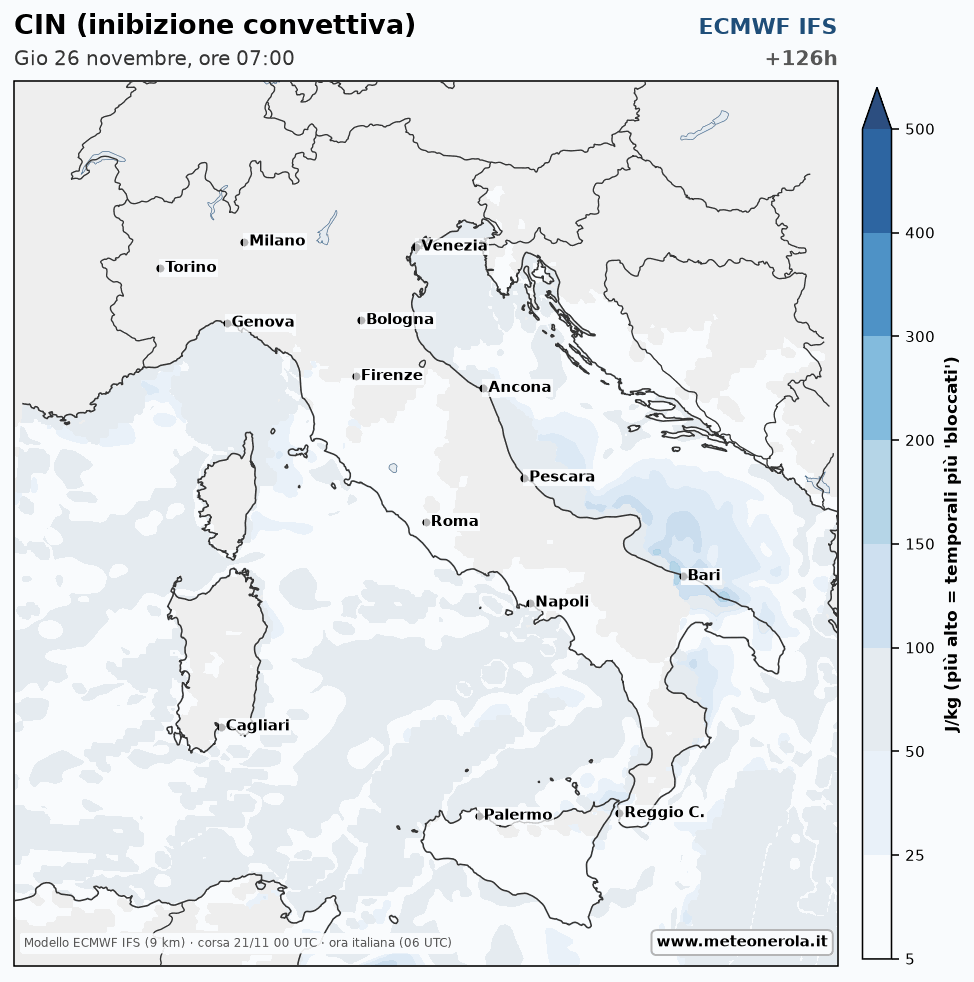 CIN (inibizione convettiva)
ECMWF IFS
Gio 26 novembre, ore 07:00
+126h
500
400
300
200
150
100
50
25
5
J/kg (più alto = temporali più 'bloccati')
Milano
Venezia
Torino
Genova
Bologna
Firenze
Ancona
Pescara
Roma
Bari
Napoli
Cagliari
Palermo
Reggio C.
Modello ECMWF IFS (9 km) · corsa 21/11 00 UTC · ora italiana (06 UTC)
www.meteonerola.it